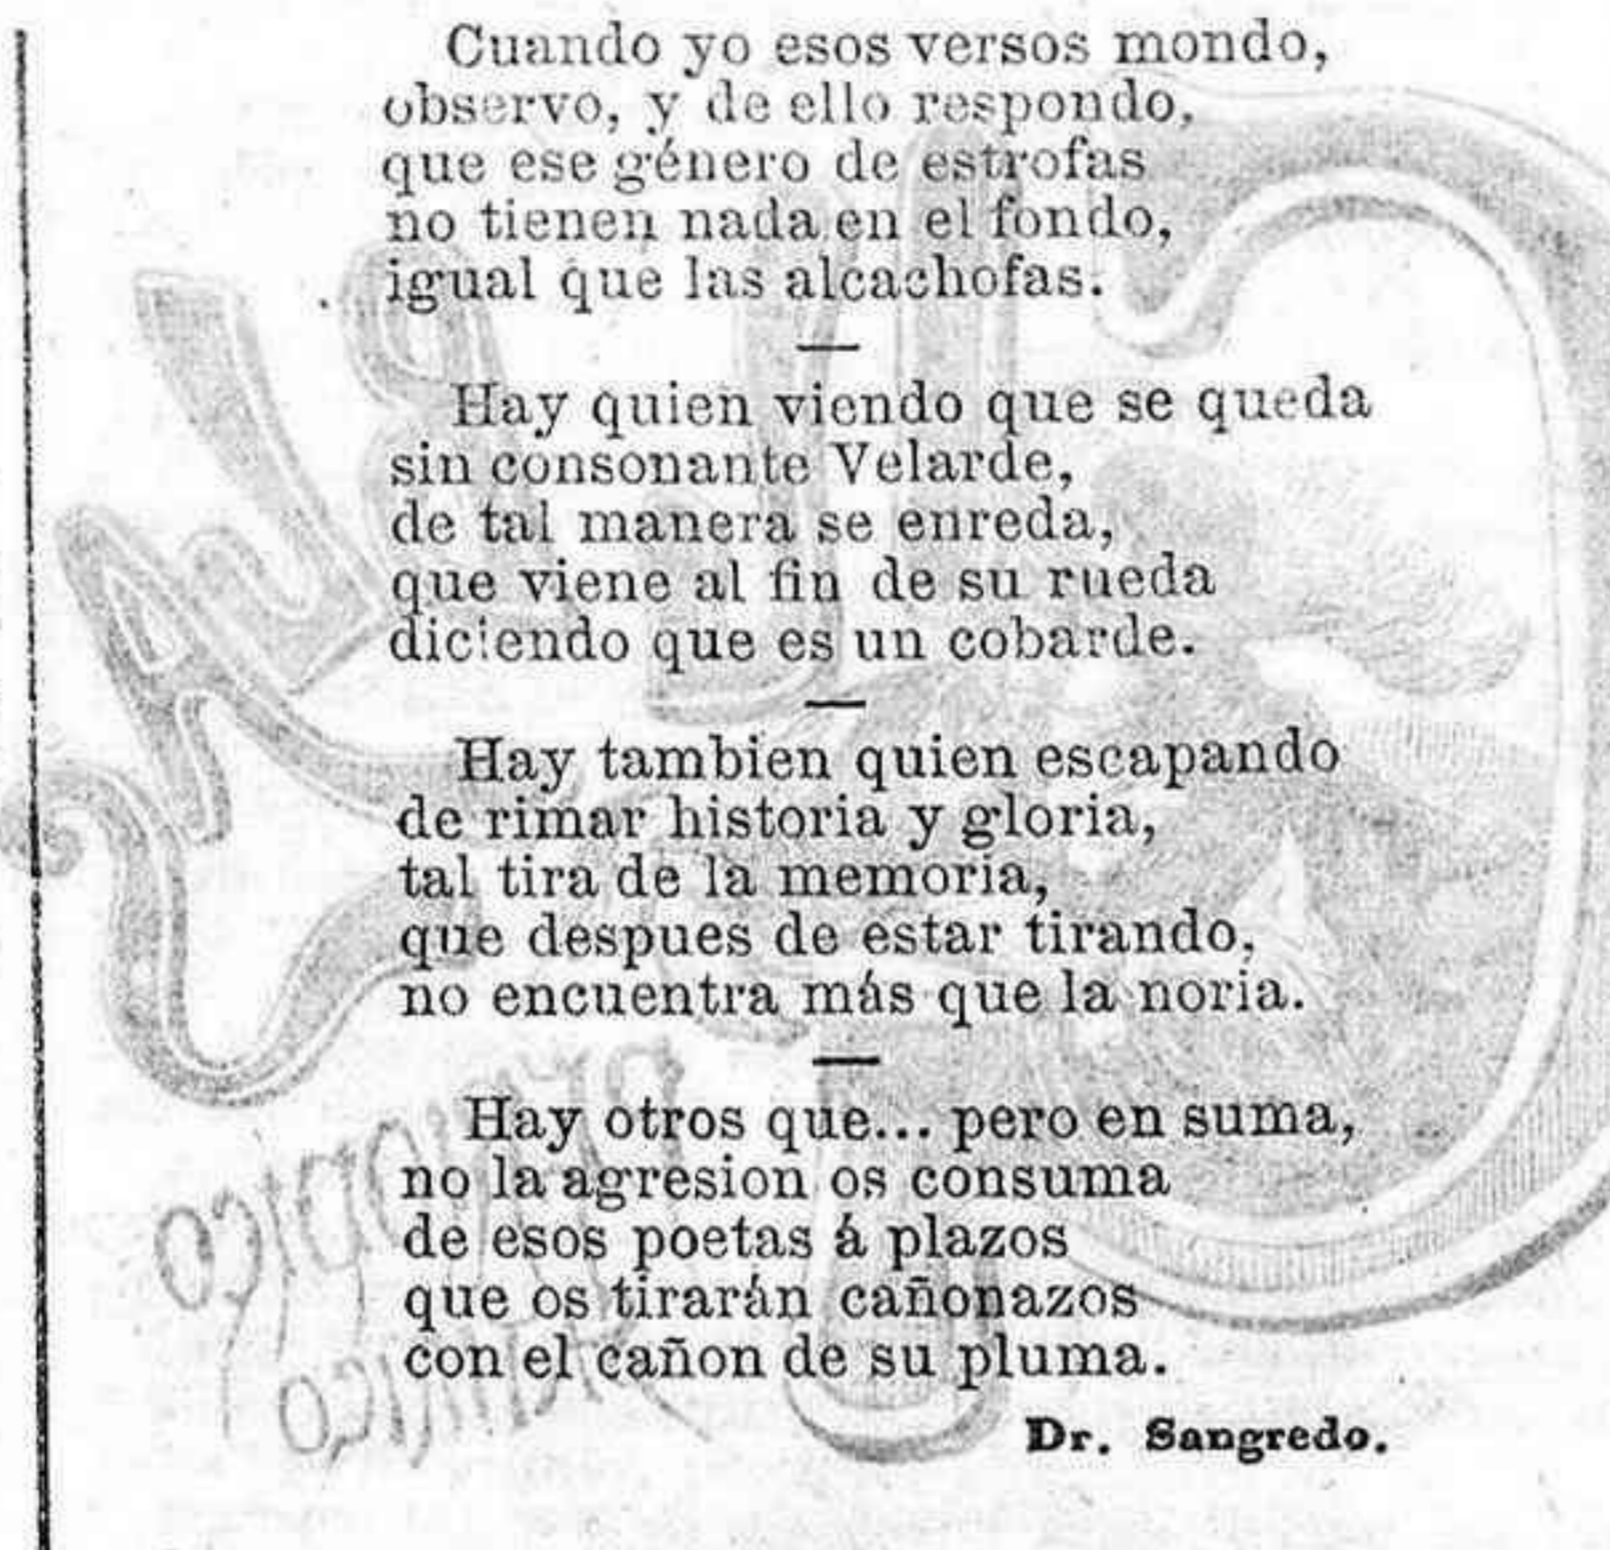 Cuando yo esos versos mondo,
observo, y de ello respondo,
que ese género de estrofas
no tienen nada en el fondo,
igual que las alcachofas.
—
Hay quien viendo que se queda
sin consonante Velarde,
de tal manera se enreda,
que viene al fin de su rueda
diciendo que es un cobarde.
—
Hay tambien quien escapando
de rimar historia y gloria,
tal tira de la memoria,
que despues de estar tirando,
no encuentra más que la noria.
—
Hay otros que... pero en suma,
no la agresion os consuma
de esos poetas á plazos
que os tirarán cañonazos
con el cañon de su pluma.
Dr. Sangredo.